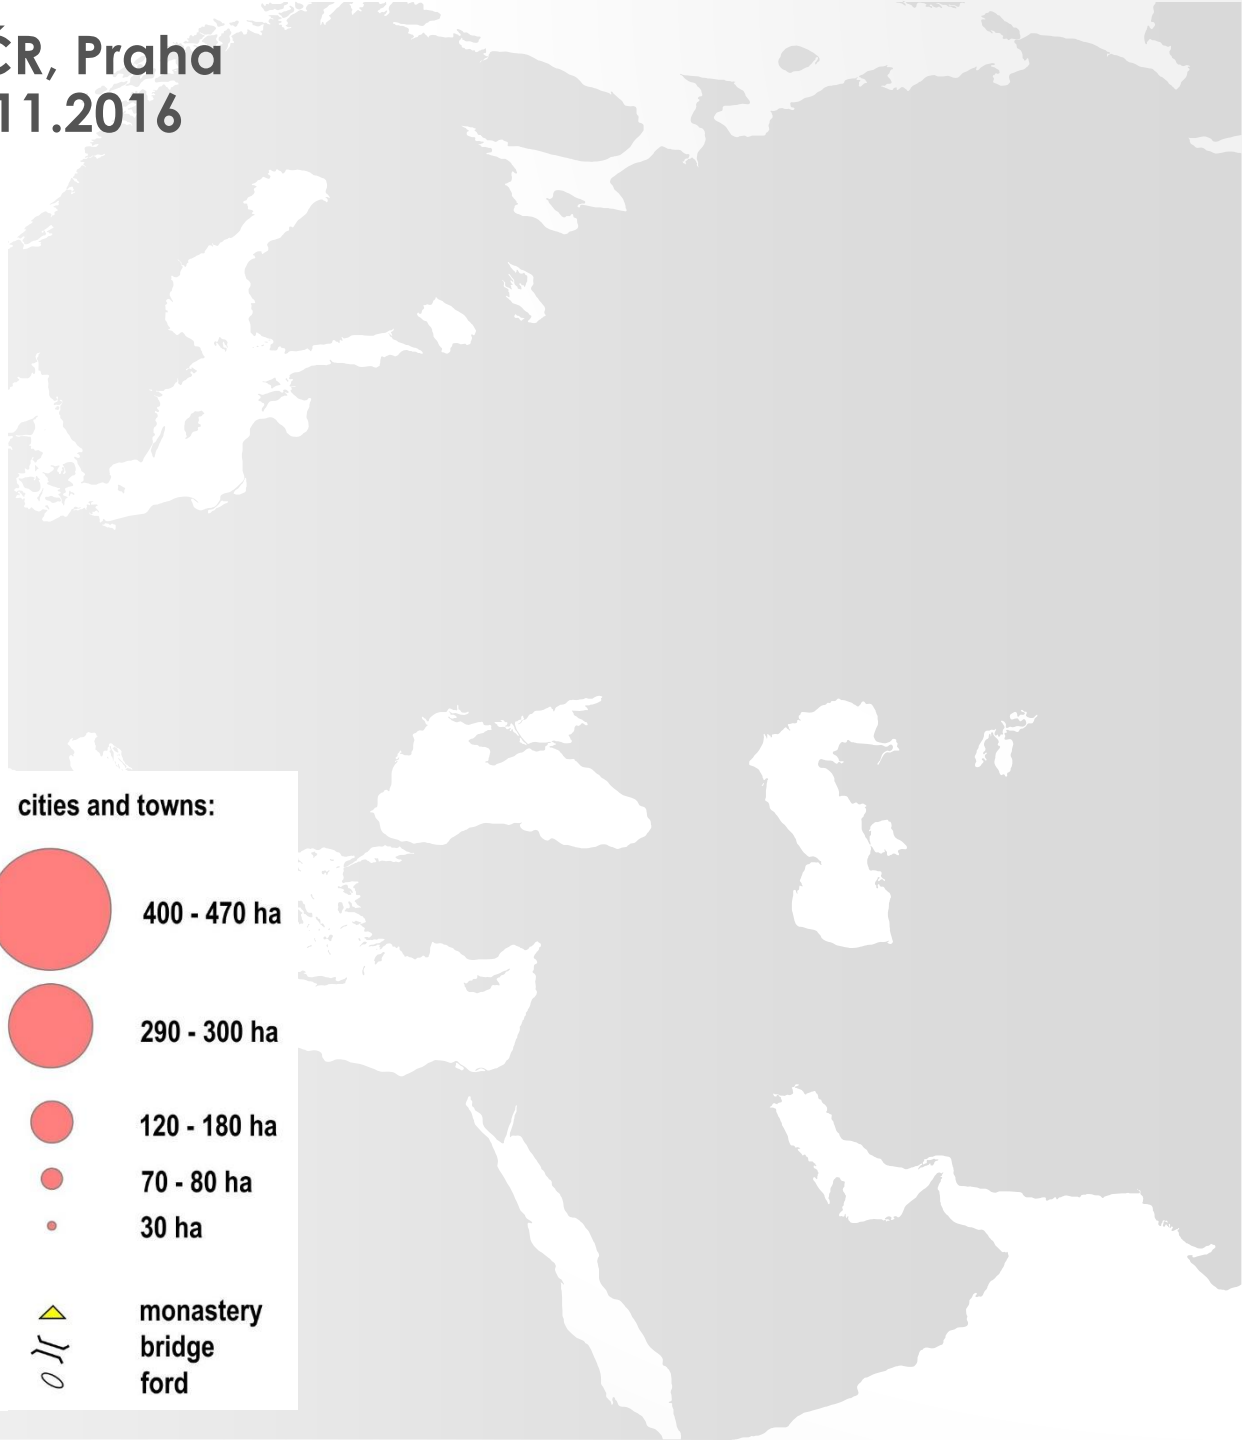 ČR, Praha
11.2016
cities and towns:
400 - 470 ha
290 - 300 ha
120 - 180 ha
70 - 80 ha
30 ha
monastery
bridge
ford